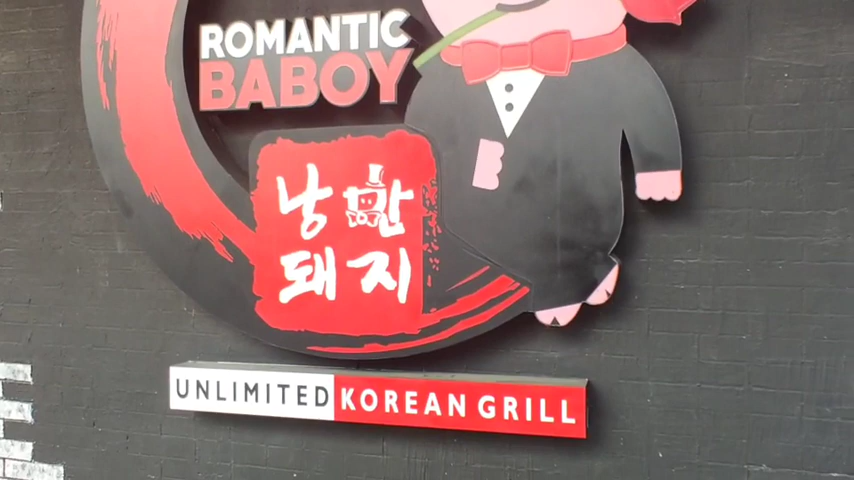 ROMANTIC
BABOY
낭만
돼지
UNLIMITED KOREAN GRILL